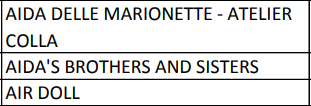 AIDA DELLE MARIONETTE - ATELIER
COLLA
AIDA'S BROTHERS AND SISTERS
AIR DOLL